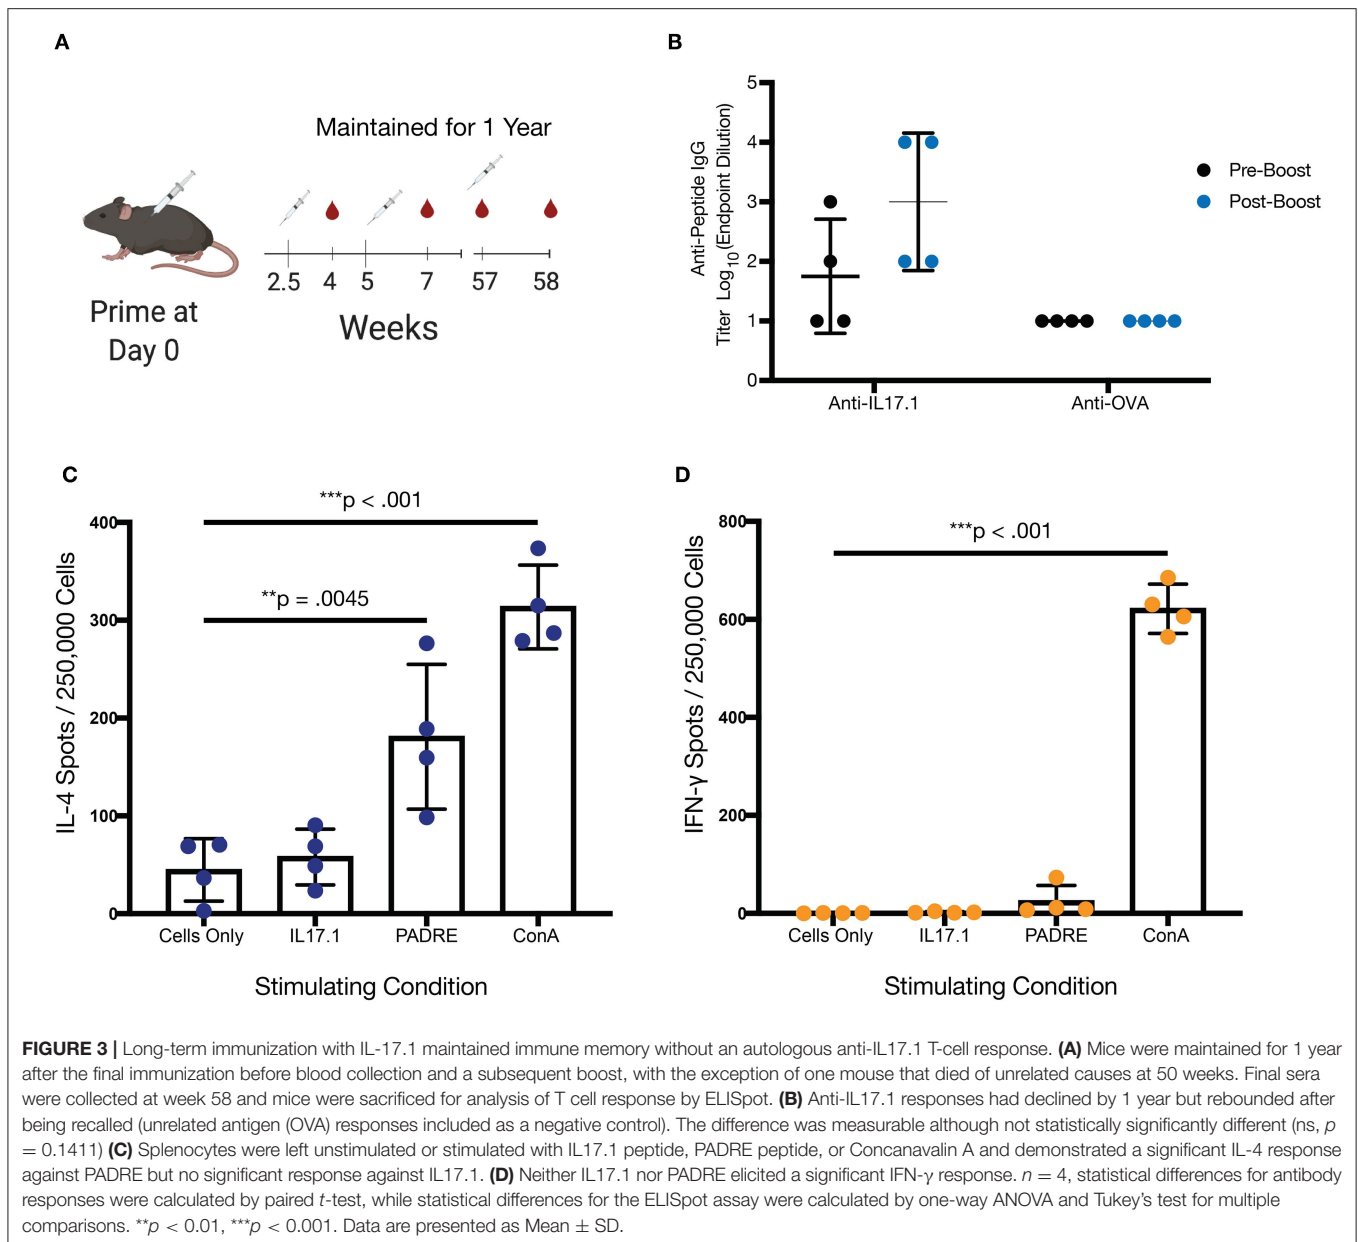 A
Maintained for 1 Year
2.5 4 5 7 57 58
Prime at
Day 0
Weeks
B
Anti-Peptide IgG
Titer Log10(Endpoint Dilution)
5
4
3
2
1
0
Anti-IL17.1 Anti-OVA
Pre-Boost
Post-Boost
C
IL-4 Spots / 250,000 Cells
***p < .001
**p = .0045
400
300
200
100
0
Cells Only IL17.1 PADRE ConA
Stimulating Condition
D
IFN-γ Spots / 250,000 Cells
***p < .001
800
600
400
200
0
Cells Only IL17.1 PADRE ConA
Stimulating Condition
FIGURE 3 | Long-term immunization with IL-17.1 maintained immune memory without an autologous anti-IL17.1 T-cell response. (A) Mice were maintained for 1 year
after the final immunization before blood collection and a subsequent boost, with the exception of one mouse that died of unrelated causes at 50 weeks. Final sera
were collected at week 58 and mice were sacrificed for analysis of T cell response by ELISpot. (B) Anti-IL17.1 responses had declined by 1 year but rebounded after
being recalled (unrelated antigen (OVA) responses included as a negative control). The difference was measurable although not statistically significantly different (ns, p
= 0.1411) (C) Splenocytes were left unstimulated or stimulated with IL17.1 peptide, PADRE peptide, or Concanavalin A and demonstrated a significant IL-4 response
against PADRE but no significant response against IL17.1. (D) Neither IL17.1 nor PADRE elicited a significant IFN-γ response. n = 4, statistical differences for antibody
responses were calculated by paired t-test, while statistical differences for the ELISpot assay were calculated by one-way ANOVA and Tukey's test for multiple
comparisons. **p < 0.01, ***p < 0.001. Data are presented as Mean ± SD.